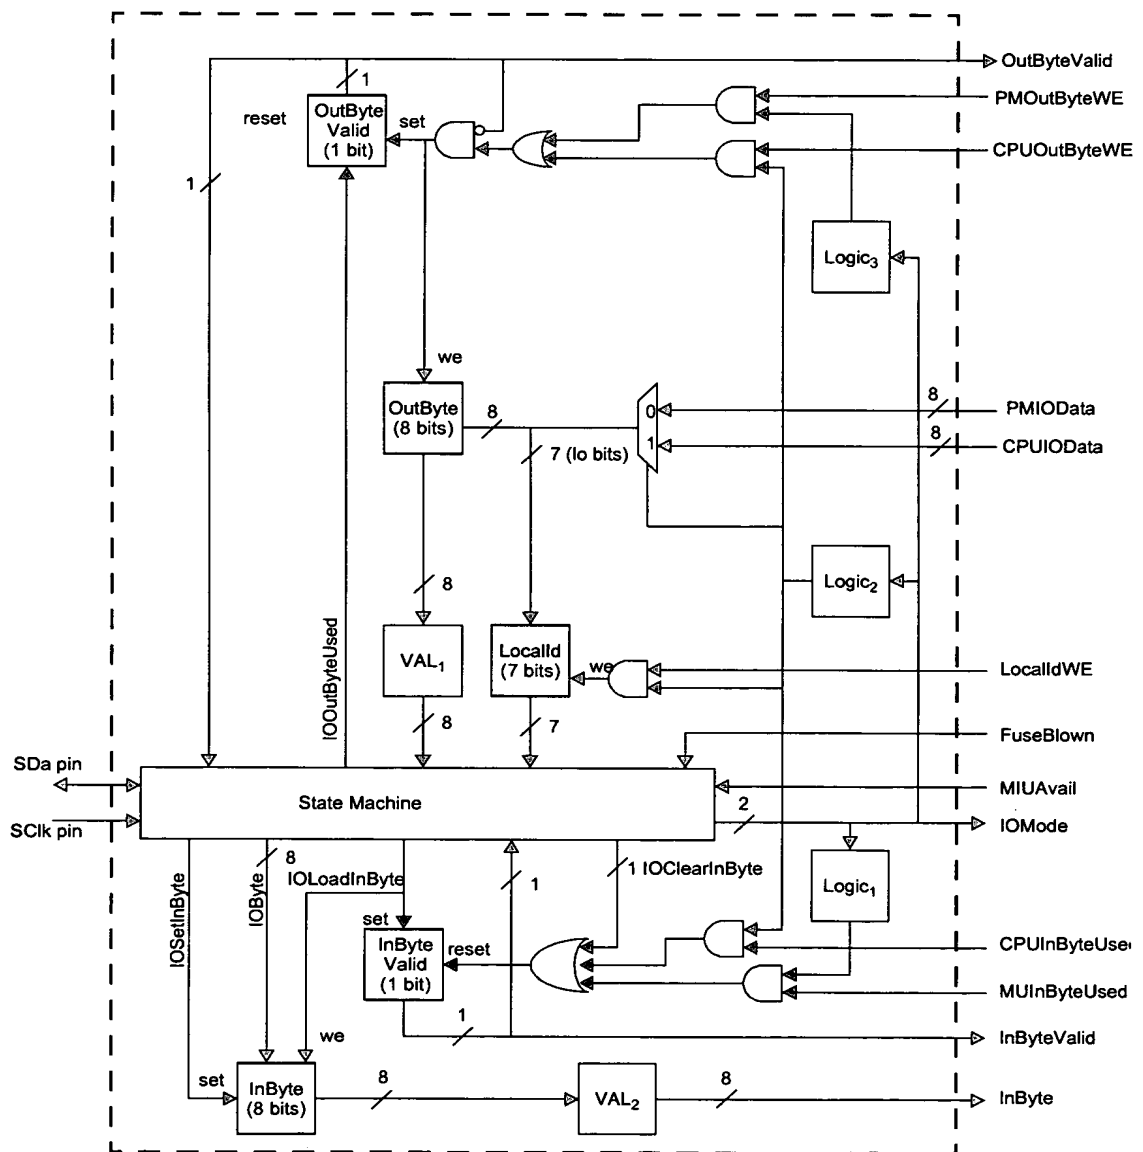 OutByteValid
1
PMOutByteWE
reset
OutByte
Valid
(1 bit)
set
CPUOutByteWE
1
Logic3
we
OutByte
(8 bits)
8
0
8
PMIOData
1
8
CPUIOData
7 (lo bits)
8
Logic2
IOOutByteUsed
VAL1
LocalId
(7 bits)
we
LocalIdWE
8
7
FuseBlown
SDa pin
State Machine
MIUAvail
2
SClk pin
IOMode
IOSetInByte
IOByte
8
IOLoadInByte
1
1 IOClearInByte
Logic1
set
InByte
Valid
(1 bit)
reset
CPUInByteUse
MUInByteUsed
1
we
InByteValid
set
InByte
(8 bits)
8
VAL2
8
InByte